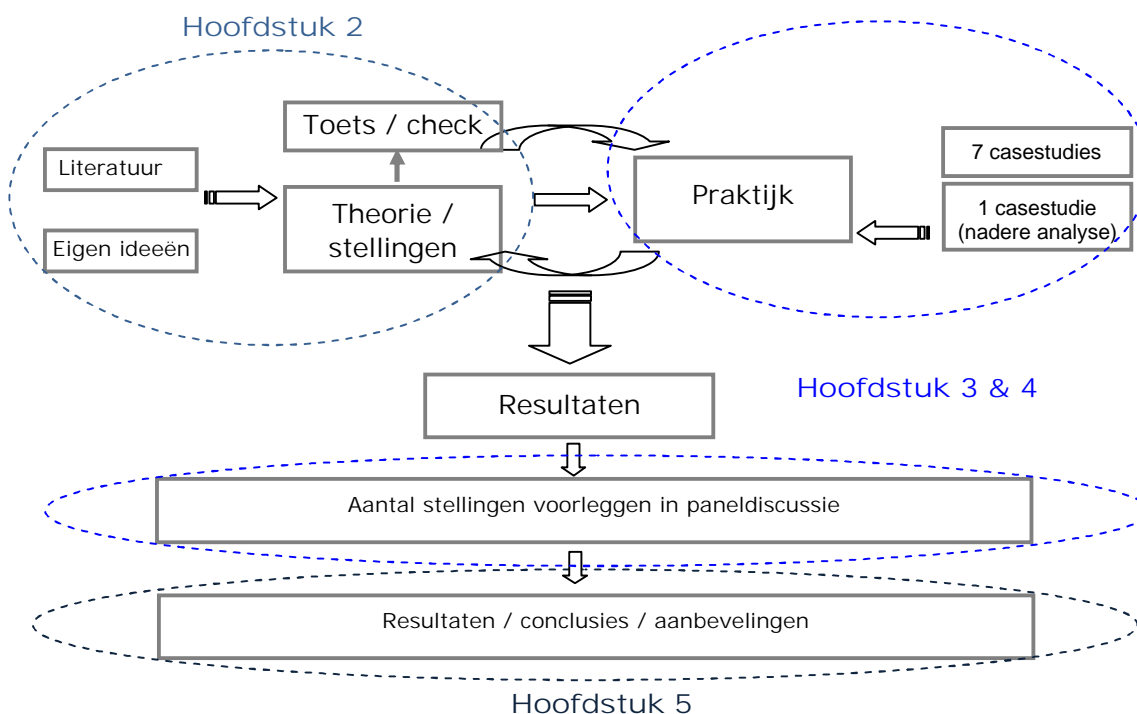 Hoofdstuk 2
Toets / check
Literatuur
Theorie /
stellingen
Eigen ideeën
Praktijk
7 casestudies
1 casestudie
(nadere analyse)
Resultaten
Hoofdstuk 3 & 4
Aantal stellingen voorleggen in paneldiscussie
Resultaten / conclusies / aanbevelingen
Hoofdstuk 5